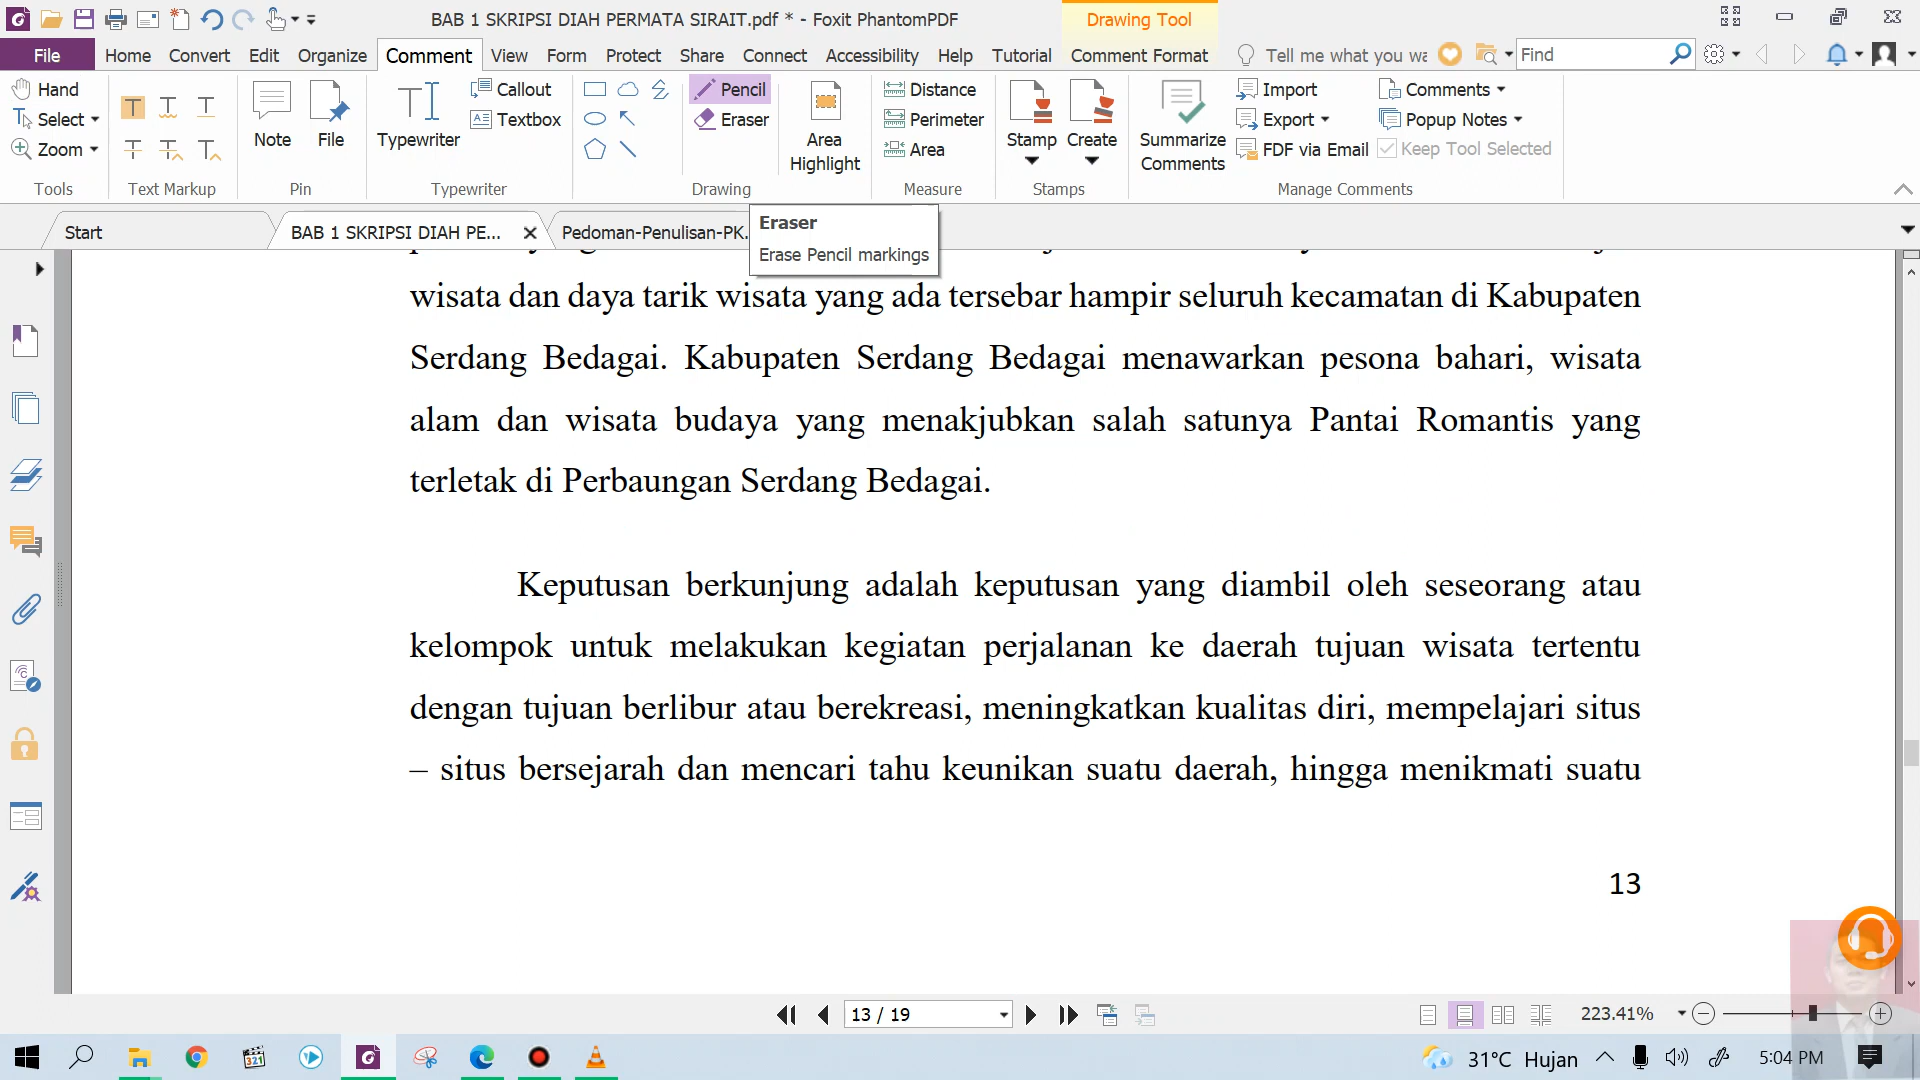 BAB 1 SKRIPSI DIAH PERMATA SIRAIT.pdf * - Foxit PhantomPDF
Drawing Tool
File Home Convert Edit Organize Comment View Form Protect Share Connect Accessibility Help Tutorial Comment Format Tell me what you wa Find
Hand
Select
Zoom
Tools
Text Markup
Note
File
Pin
Typewriter
Callout
Textbox
Typewriter
Pencil
Eraser
Area
Highlight
Drawing
Distance
Perimeter
Area
Measure
Stamp
Create
Stamps
Summarize
Comments
Import
Export
FDF via Email
Comments
Popup Notes
Keep Tool Selected
Manage Comments
Start
BAB 1 SKRIPSI DIAH PE...
Pedoman-Penulisan-PK.
Eraser
Erase Pencil markings
wisata dan daya tarik wisata yang ada tersebar hampir seluruh kecamatan di Kabupaten
Serdang Bedagai. Kabupaten Serdang Bedagai menawarkan pesona bahari, wisata
alam dan wisata budaya yang menakjubkan salah satunya Pantai Romantis yang
terletak di Perbaungan Serdang Bedagai.
Keputusan berkunjung adalah keputusan yang diambil oleh seseorang atau
kelompok untuk melakukan kegiatan perjalanan ke daerah tujuan wisata tertentu
dengan tujuan berlibur atau berekreasi, meningkatkan kualitas diri, mempelajari situs
– situs bersejarah dan mencari tahu keunikan suatu daerah, hingga menikmati suatu
13
13 / 19
223.41%
31°C Hujan
5:04 PM